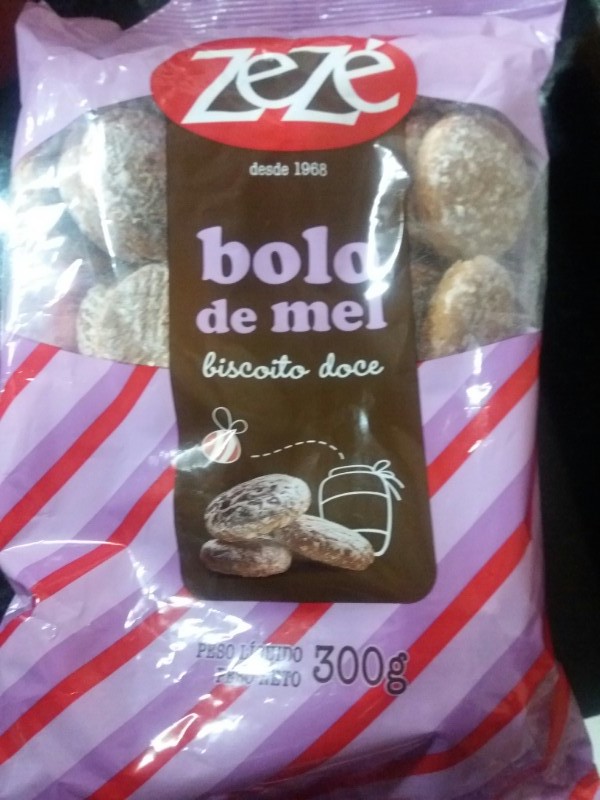 zezé
desde 1968
bolo
de mel
biscoito doce
PESO LÍQUIDO
PESO NETO
300g